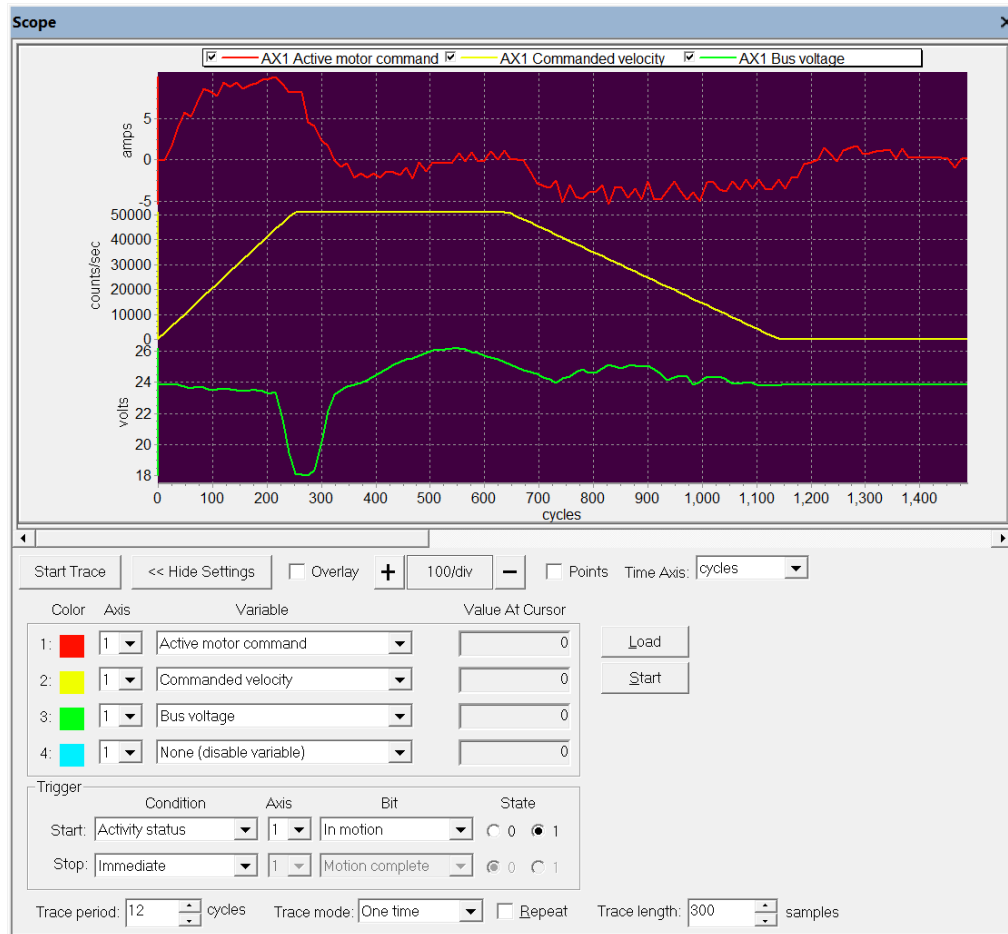 Scope
AX1 Active motor command AX1 Commanded velocity AX1 Bus voltage
amps
5
0
-5
counts/sec
50000
40000
30000
20000
10000
0
volts
26
24
22
20
18
0 100 200 300 400 500 600 700 800 900 1,000 1,100 1,200 1,300 1,400
cycles
Start Trace << Hide Settings Overlay + 100/div − Points Time Axis: cycles
Color Axis Variable Value At Cursor
1: 1 Active motor command 0 Load
2: 1 Commanded velocity 0 Start
3: 1 Bus voltage 0
4: 1 None (disable variable) 0
Trigger
Condition Axis Bit State
Start: Activity status 1 In motion 0 1
Stop: Immediate 1 Motion complete 0 1
Trace period: 12 cycles Trace mode: One time Repeat Trace length: 300 samples